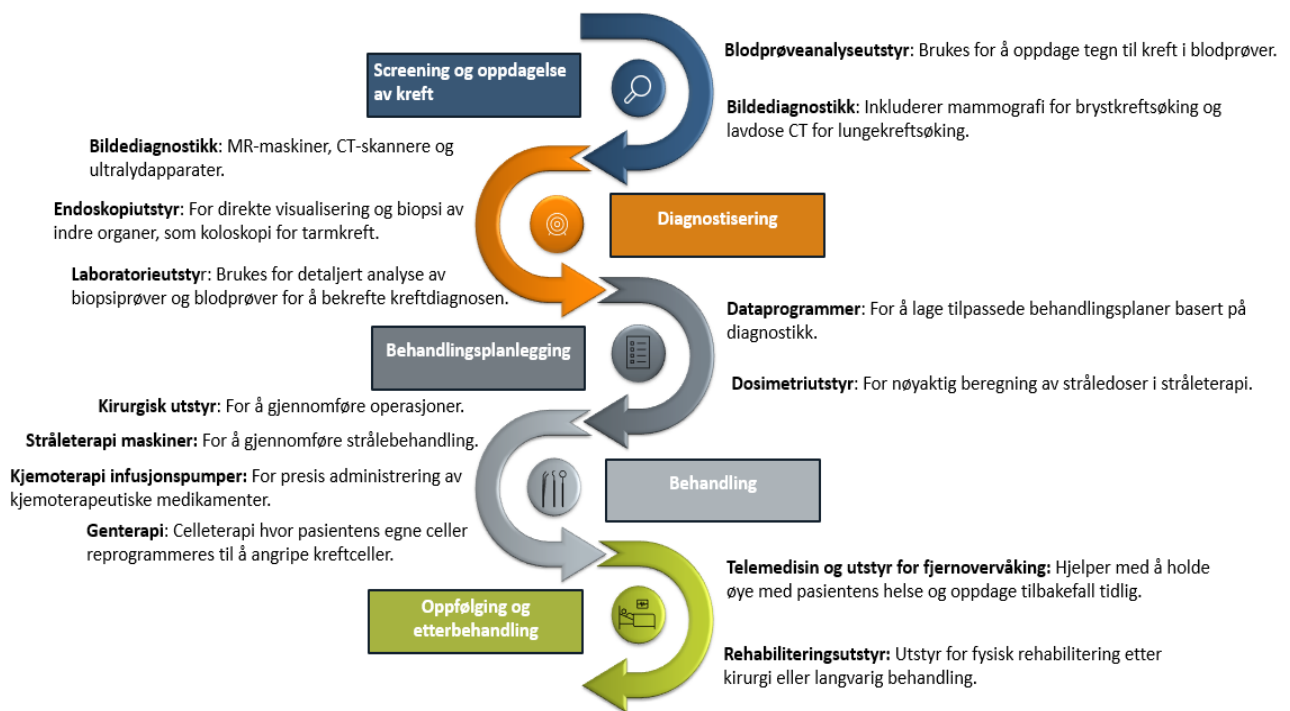 Screening og oppdagelse
av kreft
Blodprøveanalyseutstyr: Brukes for å oppdage tegn til kreft i blodprøver.
Bildediagnostikk: Inkluderer mammografi for brystkreftsøking og
lavdose CT for lungekreftsøking.
Bildediagnostikk: MR-maskiner, CT-skannere og
ultralydapparater.
Endoskopiutstyr: For direkte visualisering og biopsi av
indre organer, som koloskopi for tarmkreft.
Laboratorieutstyr: Brukes for detaljert analyse av
biopsiprøver og blodprøver for å bekrefte kreftdiagnosen.
Diagnostisering
Behandlingsplanlegging
Dataprogrammer: For å lage tilpassede behandlingsplaner basert på
diagnostikk.
Dosimetriutstyr: For nøyaktig beregning av stråledoser i stråleterapi.
Kirurgisk utstyr: For å gjennomføre operasjoner.
Stråleterapi maskiner: For å gjennomføre strålebehandling.
Kjemoterapi infusjonspumper: For presis administrering av
kjemoterapeutiske medikamenter.
Genterapi: Celleterapi hvor pasientens egne celler
reprogrammeres til å angripe kreftceller.
Behandling
Oppfølging og
etterbehandling
Telemedisin og utstyr for fjernovervåking: Hjelper med å holde
øye med pasientens helse og oppdage tilbakefall tidlig.
Rehabiliteringsutstyr: Utstyr for fysisk rehabilitering etter
kirurgi eller langvarig behandling.